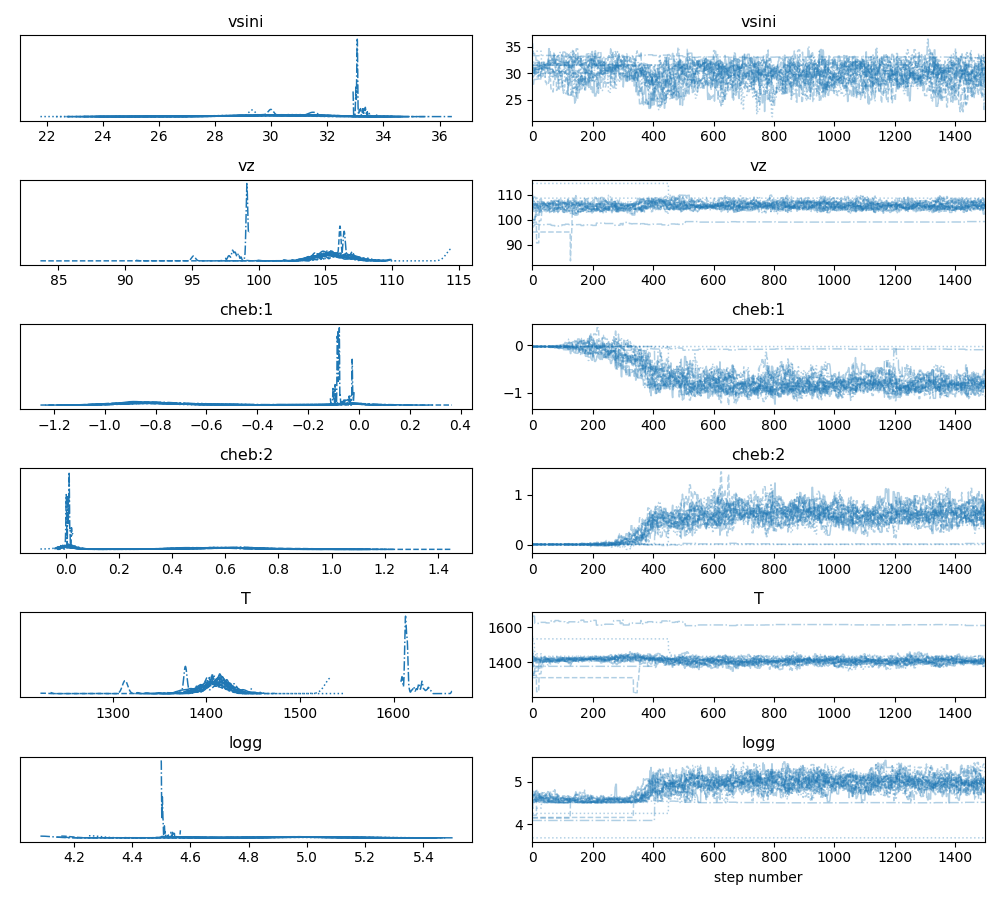 vsini vsini
22 24 26 28 30 32 34 36
35 30 25
0 200 400 600 800 1000 1200 1400
vz vz
85 90 95 100 105 110 115
110 100 90
0 200 400 600 800 1000 1200 1400
cheb:1 cheb:1
−1.2 −1.0 −0.8 −0.6 −0.4 −0.2 0.0 0.2 0.4
0 −1
0 200 400 600 800 1000 1200 1400
cheb:2 cheb:2
0.0 0.2 0.4 0.6 0.8 1.0 1.2 1.4
1 0
0 200 400 600 800 1000 1200 1400
T T
1300 1400 1500 1600
1600 1400
0 200 400 600 800 1000 1200 1400
logg logg
4.2 4.4 4.6 4.8 5.0 5.2 5.4
5 4
0 200 400 600 800 1000 1200 1400
step number